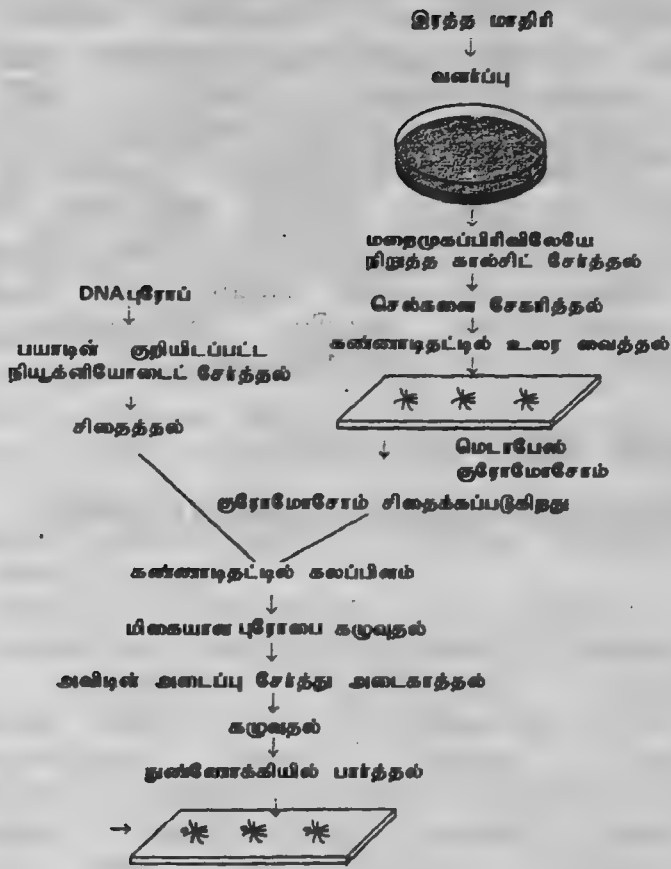 இரத்த மாதிரி
வளர்ப்பு
மறைமுகப்பிரிவிலேயே
நிறுத்த கால்சிட் சேர்த்தல்
செல்களை சேகரித்தல்
கண்ணாடிதட்டில் உலர வைத்தல்
மெடாபேஸ்
குரோமோசோம்
குரோமோசோம் சிதைக்கப்படுகிறது
DNA புரோப்
பயாடின் குறியிடப்பட்ட
நியூக்ளியோடைட் சேர்த்தல்
சிதைத்தல்
கண்ணாடிதட்டில் கலப்பினம்
மிகையான புரோபை கழுவுதல்
அவிடின் அடைப்பு சேர்த்து அடைகாத்தல்
கழுவுதல்
நுண்ணோக்கியில் பார்த்தல்